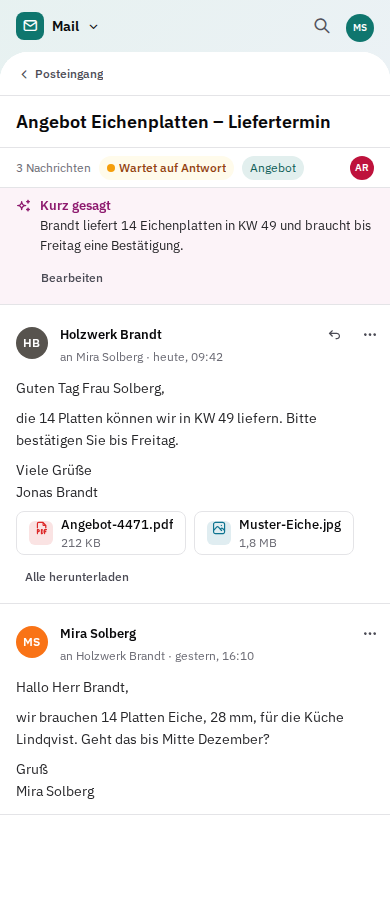 Mail
MS
Posteingang
Angebot Eichenplatten – Liefertermin
3 Nachrichten
Wartet auf Antwort
Angebot
AR
Kurz gesagt
Brandt liefert 14 Eichenplatten in KW 49 und braucht bis
Freitag eine Bestätigung.
Bearbeiten
HB
Holzwerk Brandt
an Mira Solberg · heute, 09:42
Guten Tag Frau Solberg,
die 14 Platten können wir in KW 49 liefern. Bitte
bestätigen Sie bis Freitag.
Viele Grüße
Jonas Brandt
PDF
Angebot-4471.pdf
212 KB
Muster-Eiche.jpg
1,8 MB
Alle herunterladen
MS
Mira Solberg
an Holzwerk Brandt · gestern, 16:10
Hallo Herr Brandt,
wir brauchen 14 Platten Eiche, 28 mm, für die Küche
Lindqvist. Geht das bis Mitte Dezember?
Gruß
Mira Solberg